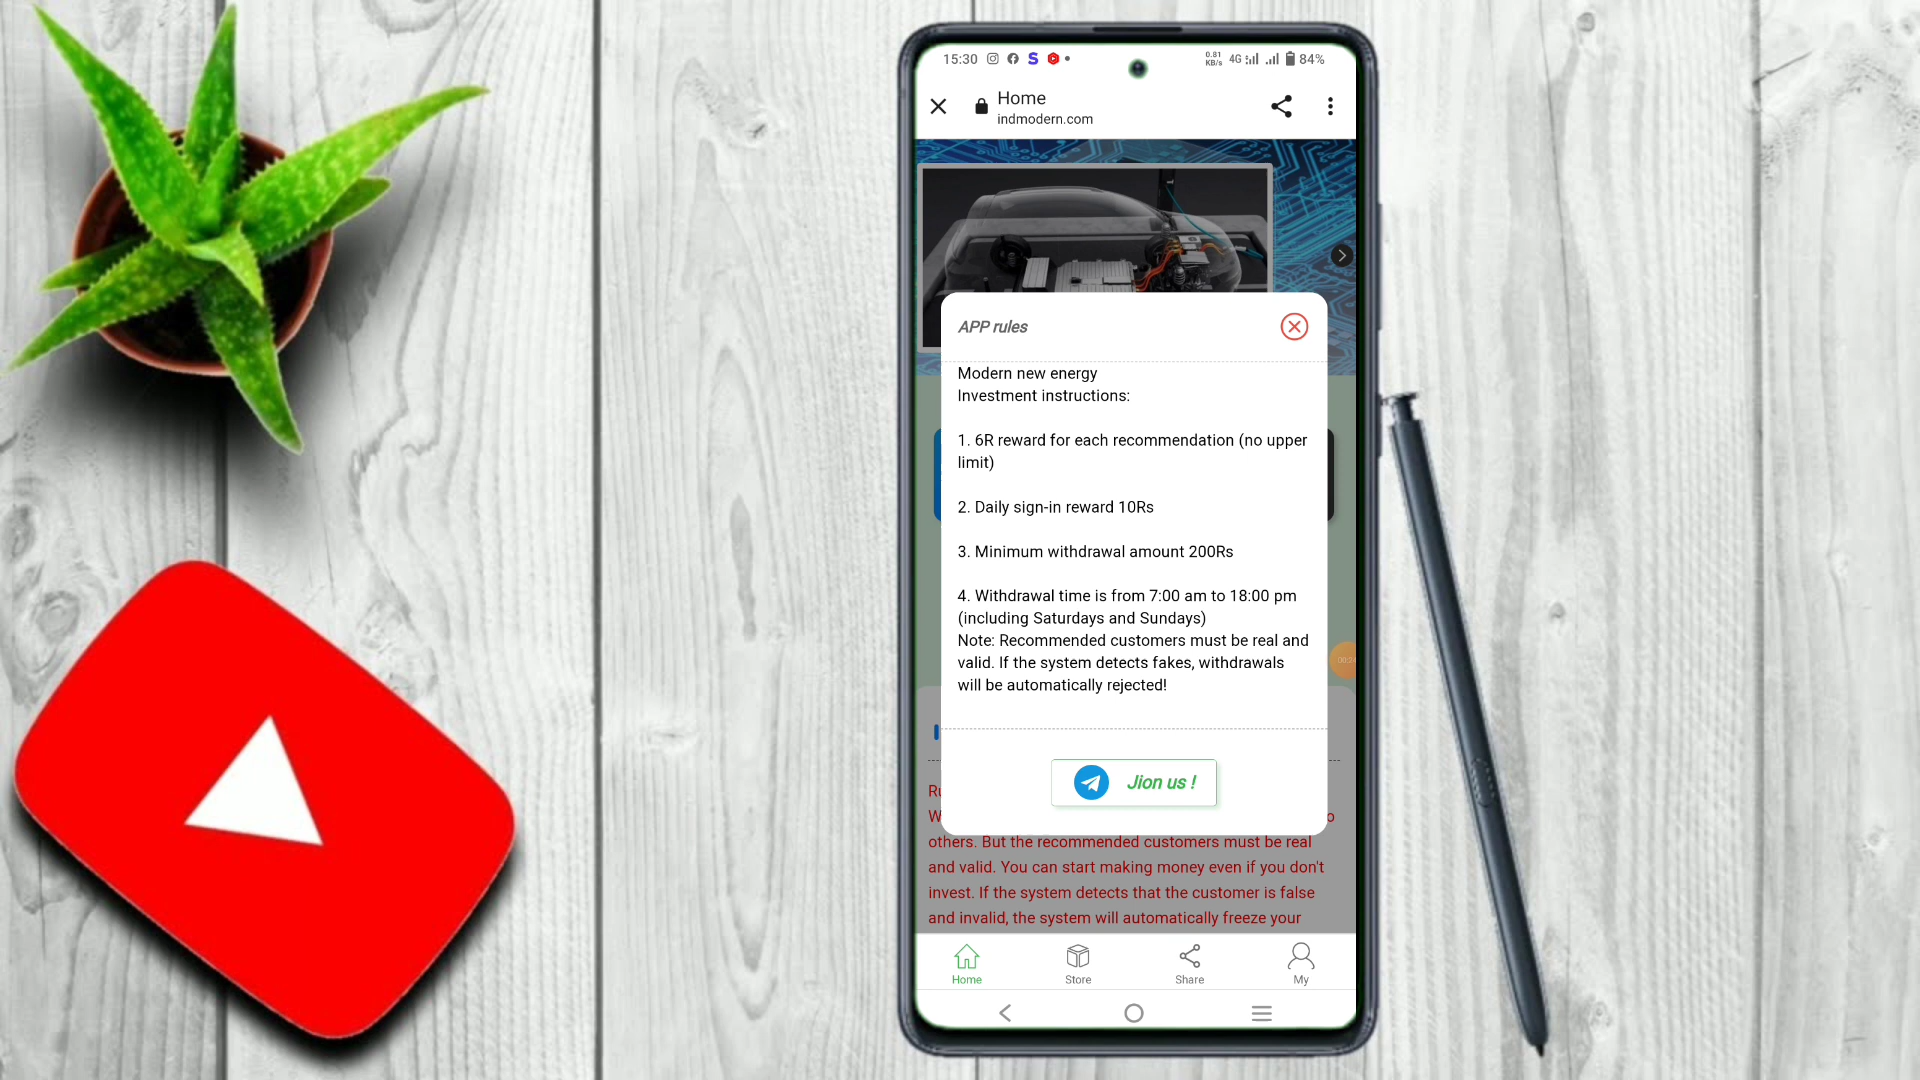 15:30
0.81
KB/s
4G
84%
Home
indmodern.com
APP rules
Modern new energy
Investment instructions:
1. 6R reward for each recommendation (no upper
limit)
2. Daily sign-in reward 10Rs
3. Minimum withdrawal amount 200Rs
4. Withdrawal time is from 7:00 am to 18:00 pm
(including Saturdays and Sundays)
Note: Recommended customers must be real and
valid. If the system detects fakes, withdrawals
will be automatically rejected!
Jion us !
others. But the recommended customers must be real
and valid. You can start making money even if you don't
invest. If the system detects that the customer is false
and invalid, the system will automatically freeze your
Home
Store
Share
My